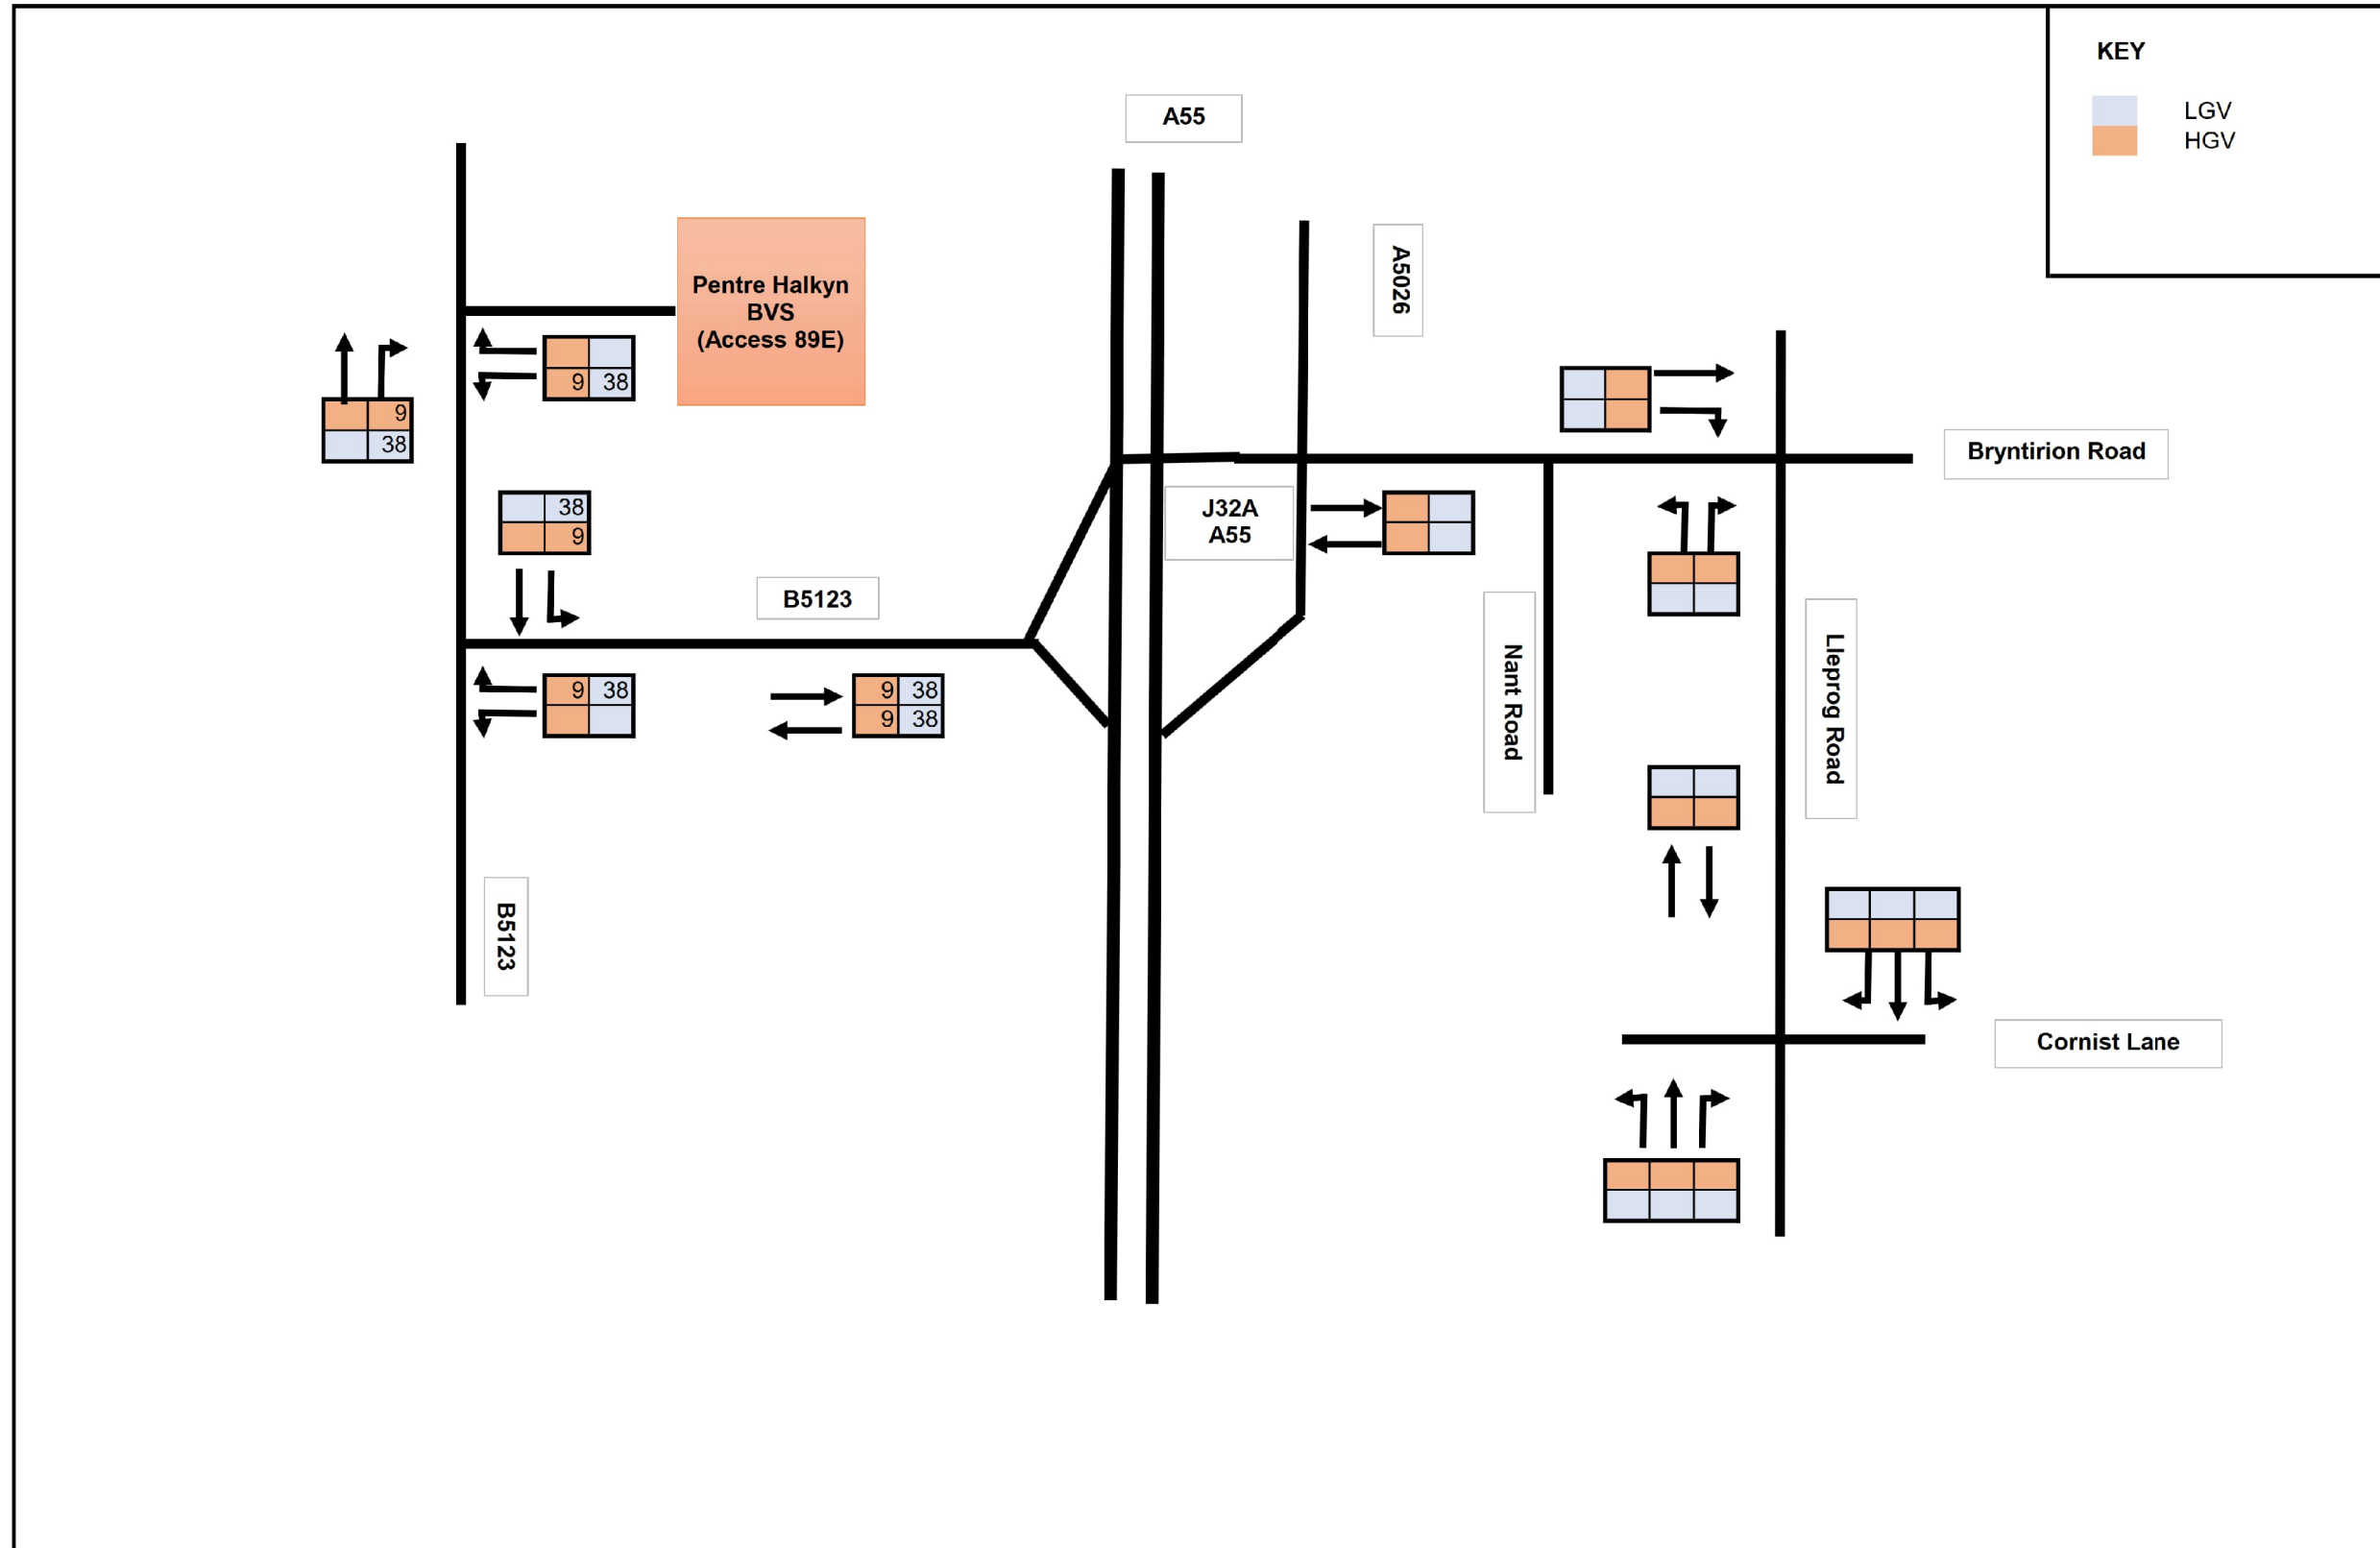 KEY
LGV
HGV
A55
A5026
Pentre Halkyn
BVS
(Access 89E)
9 38
9
38
Bryntirion Road
38
9
J32A
A55
B5123
Nant Road
Lleprog Road
9 38
9 38
9 38
B5123
Cornist Lane